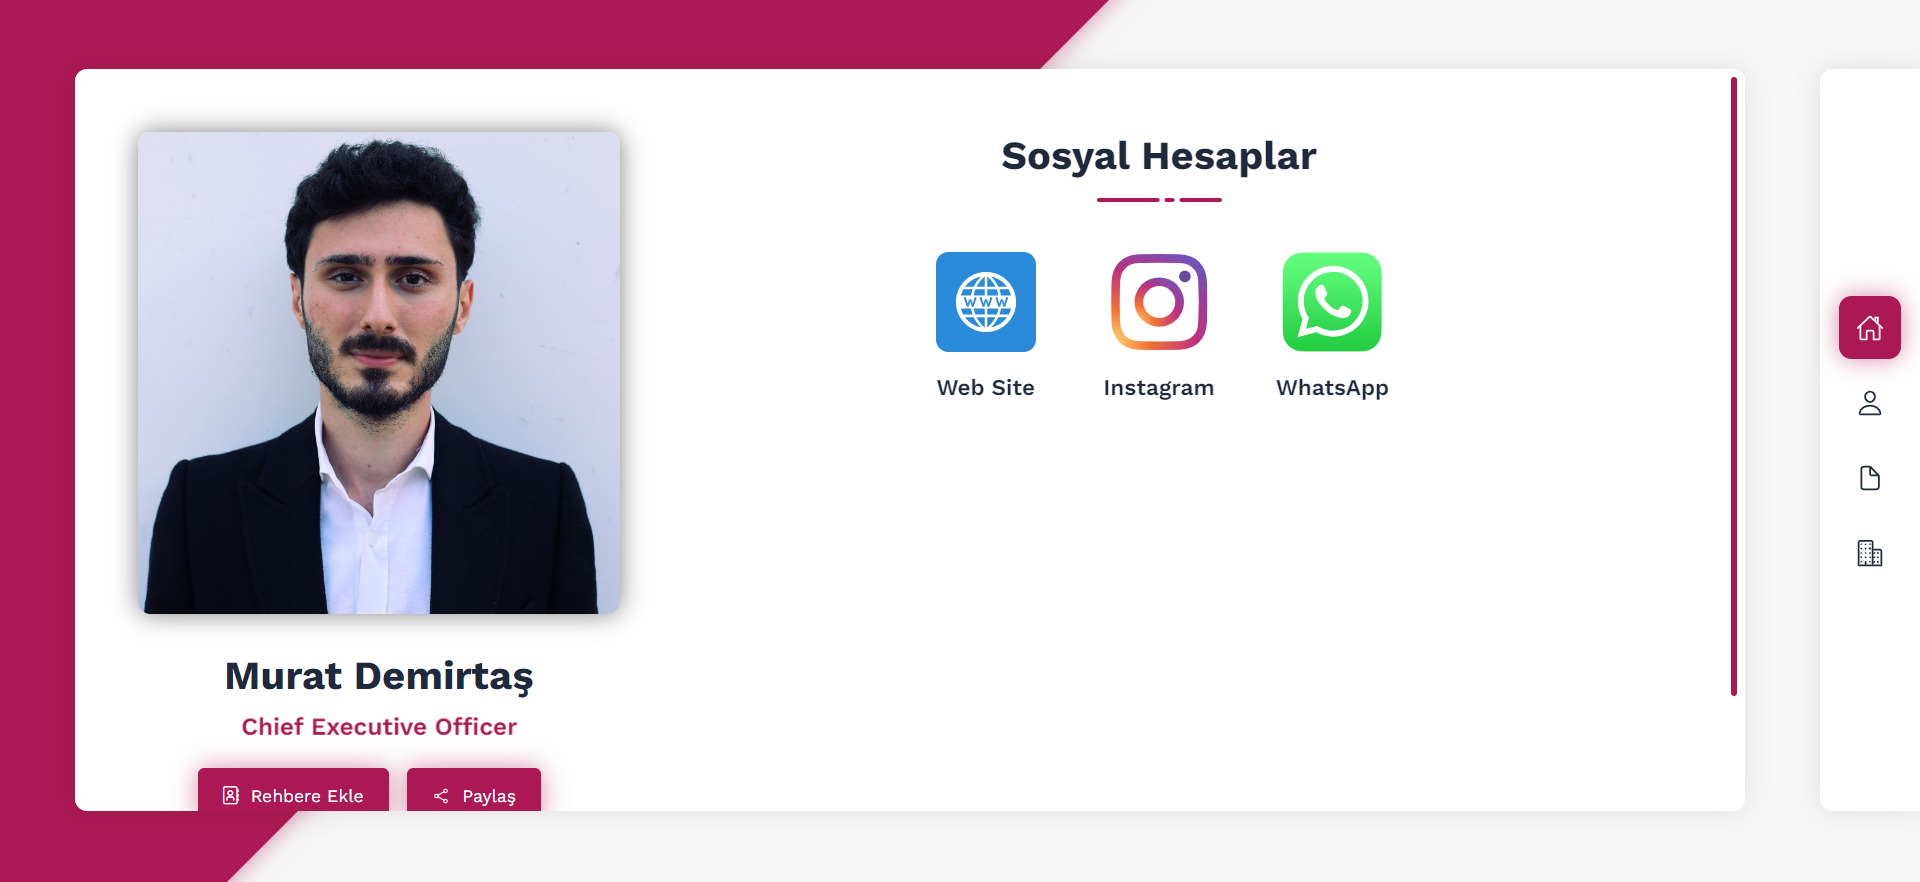 Murat Demirtaş
Chief Executive Officer
Rehbere Ekle
Paylaş
Sosyal Hesaplar
WWW
Web Site
Instagram
WhatsApp